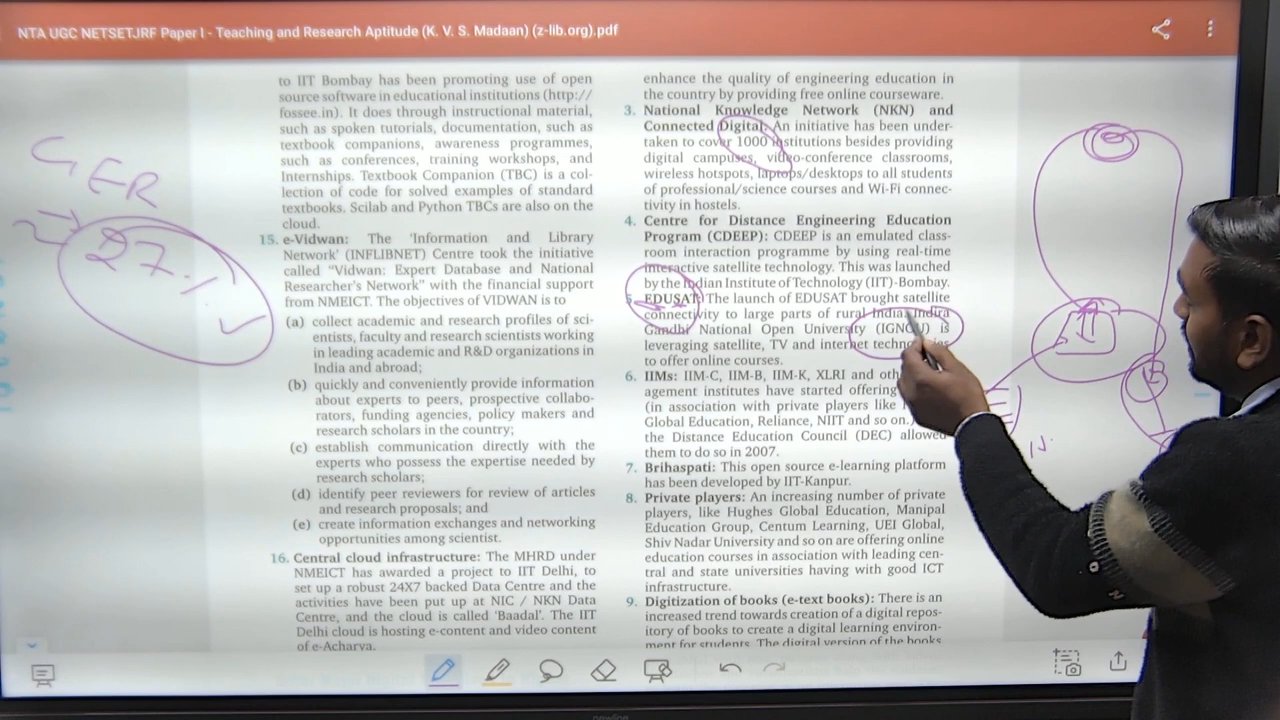 NTA UGC NETSETJRF Paper I - Teaching and Research Aptitude (K. V. S. Madaan) (z-lib.org).pdf
GER
27%
to IIT Bombay has been promoting use of open
source software in educational institutions (http://
fossee.in). It does through instructional material,
such as spoken tutorials, documentation, such as
textbook companions, awareness programmes,
such as conferences, training workshops, and
Internships. Textbook Companion (TBC) is a col-
lection of code for solved examples of standard
textbooks. Scilab and Python TBCs are also on the
cloud.
15. e-Vidwan: The 'Information and Library
Network' (INFLIBNET) Centre took the initiative
called "Vidwan: Expert Database and National
Researcher's Network" with the financial support
from NMEICT. The objectives of VIDWAN is to
(a) collect academic and research profiles of sci-
entists, faculty and research scientists working
in leading academic and R&D organizations in
India and abroad;
(b) quickly and conveniently provide information
about experts to peers, prospective collabo-
rators, funding agencies, policy makers and
research scholars in the country;
(c) establish communication directly with the
experts who possess the expertise needed by
research scholars;
(d) identify peer reviewers for review of articles
and research proposals; and
(e) create information exchanges and networking
opportunities among scientist.
16. Central cloud infrastructure: The MHRD under
NMEICT has awarded a project to IIT Delhi, to
set up a robust 24X7 backed Data Centre and the
activities have been put up at NIC / NKN Data
Centre, and the cloud is called 'Baadal'. The IIT
Delhi cloud is hosting e-content and video content
of e-Acharya.
enhance the quality of engineering education in
the country by providing free online courseware.
3. National Knowledge Network (NKN) and
Connected Digital: An initiative has been under-
taken to cover 1000 institutions besides providing
digital campuses, video-conference classrooms,
wireless hotspots, laptops/desktops to all students
of professional/science courses and Wi-Fi connec-
tivity in hostels.
4. Centre for Distance Engineering Education
Program (CDEEP): CDEEP is an emulated class-
room interaction programme by using real-time
interactive satellite technology. This was launched
by the Indian Institute of Technology (IIT)-Bombay.
5. EDUSAT: The launch of EDUSAT brought satellite
connectivity to large parts of rural India. Indira
Gandhi National Open University (IGNOU) is
leveraging satellite, TV and internet
to offer online courses.
6. IIMs: IIM-C, IIM-B, IIM-K, XLRI and
agement institutes have started offering
(in association with private players like
Global Education, Reliance, NIIT and so on.)
the Distance Education Council (DEC) allowed
them to do so in 2007.
7. Brihaspati: This open source e-learning platform
has been developed by IIT-Kanpur.
8. Private players: An increasing number of private
players, like Hughes Global Education, Manipal
Education Group, Centum Learning, UEI Global,
Shiv Nadar University and so on are offering online
education courses in association with leading cen-
tral and state universities having with good ICT
infrastructure.
9. Digitization of books (e-text books): There is an
increased trend towards creation of a digital repos-
itory of books to create a digital learning environ-
ment for students. The digital version of the books